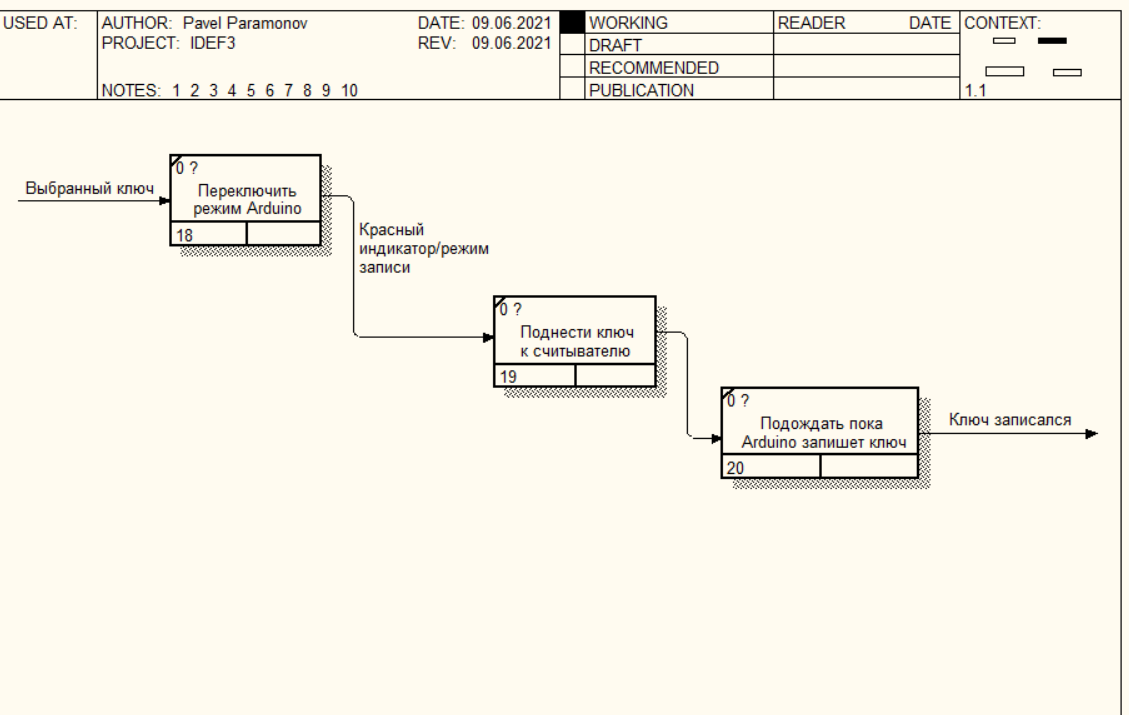 USED AT:
AUTHOR: Pavel Paramonov
DATE: 09.06.2021
PROJECT: IDEF3
REV: 09.06.2021
NOTES: 1 2 3 4 5 6 7 8 9 10
WORKING
DRAFT
RECOMMENDED
PUBLICATION
READER
DATE
CONTEXT:
1.1
Выбранный ключ
0 ?
Переключить
режим Arduino
18
Красный
индикатор/режим
записи
0 ?
Поднести ключ
к считывателю
19
0 ?
Подождать пока
Arduino запишет ключ
20
Ключ записался